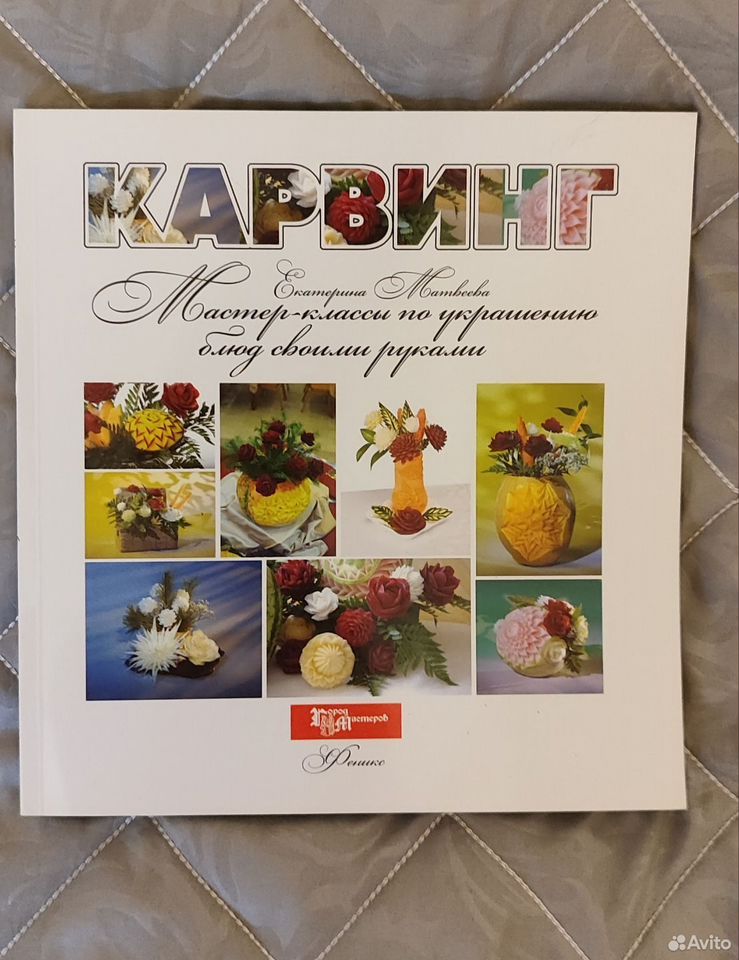 КАРВИНГ
Екатерина Матвеева
Мастер-классы по украшению
блюд своими руками
Город
Мастеров
Феникс
Avito